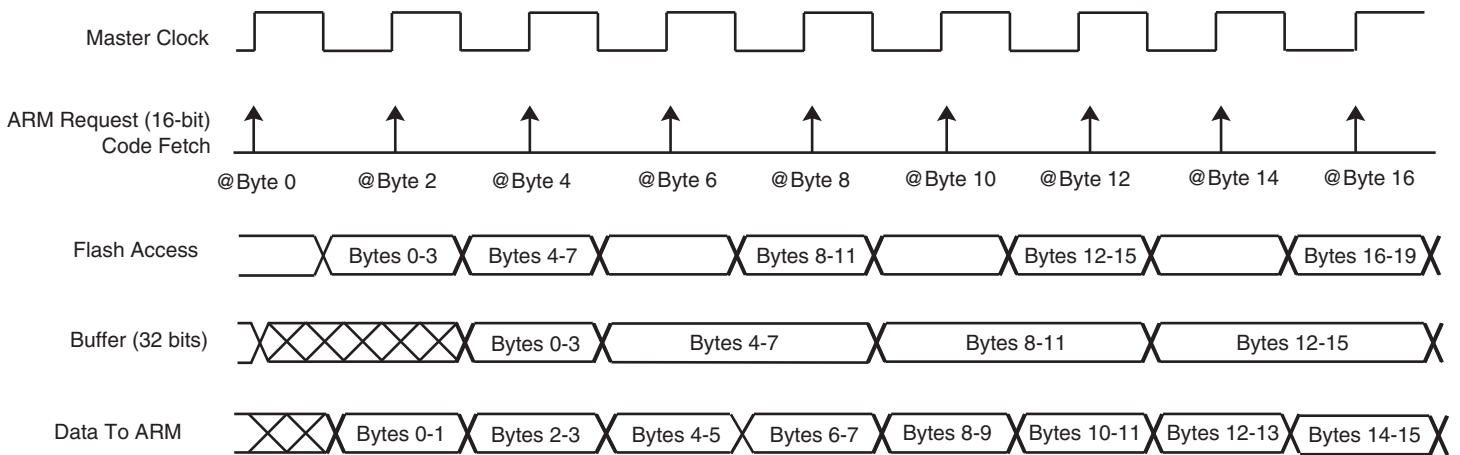 Master Clock
ARM Request (16-bit)
Code Fetch
@Byte 0 @Byte 2 @Byte 4 @Byte 6 @Byte 8 @Byte 10 @Byte 12 @Byte 14 @Byte 16
Flash Access Bytes 0-3 Bytes 4-7 Bytes 8-11 Bytes 12-15 Bytes 16-19
Buffer (32 bits) Bytes 0-3 Bytes 4-7 Bytes 8-11 Bytes 12-15
Data To ARM Bytes 0-1 Bytes 2-3 Bytes 4-5 Bytes 6-7 Bytes 8-9 Bytes 10-11 Bytes 12-13 Bytes 14-15